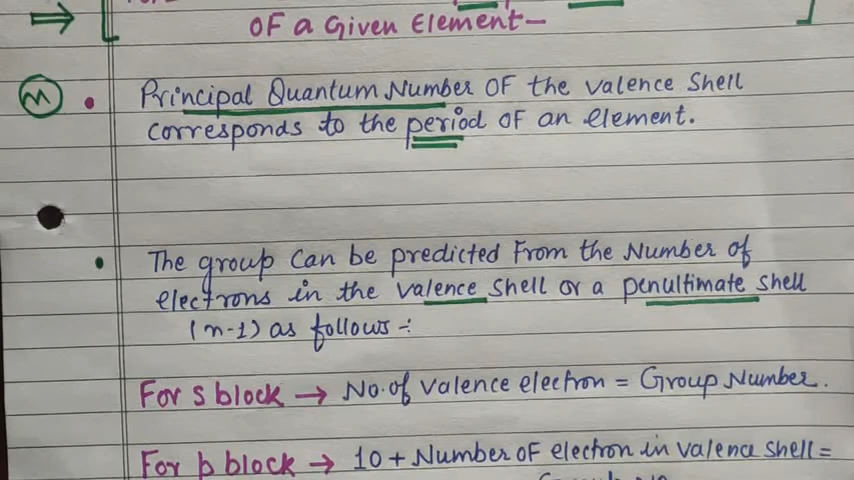 OF a Given Element-
M • Principal Quantum Number OF the valence Shell
corresponds to the period OF an element.
• The group can be predicted From the Number of
electrons in the valence shell or a penultimate shell
(n-1) as follows :-
For s block → No. of valence electron = Group Number.
For p block → 10 + Number OF electron in valence shell =